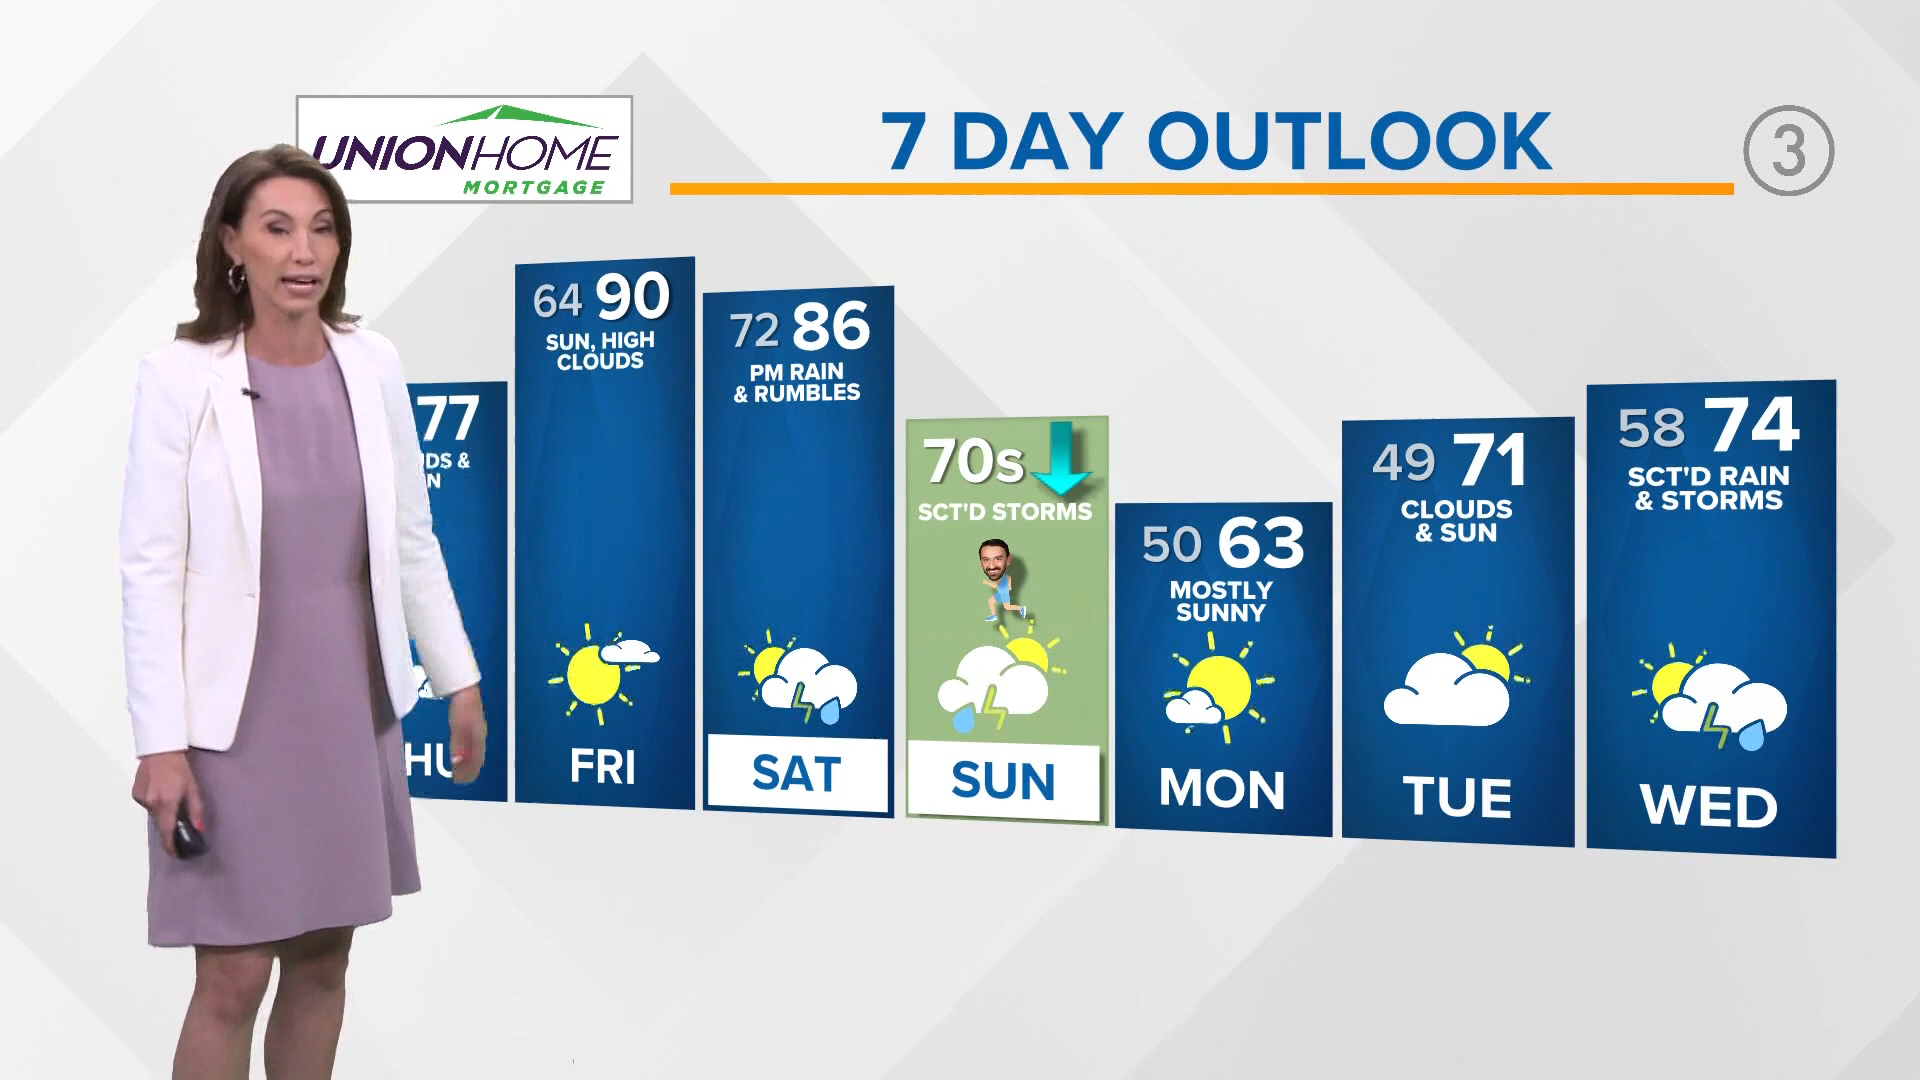 UNIONHOME
MORTGAGE
7 DAY OUTLOOK
3
77
&
64 90
SUN, HIGH
CLOUDS
FRI
72 86
PM RAIN
& RUMBLES
SAT
70s
SCT'D STORMS
SUN
50 63
MOSTLY
SUNNY
MON
49 71
CLOUDS
& SUN
TUE
58 74
SCT'D RAIN
& STORMS
WED